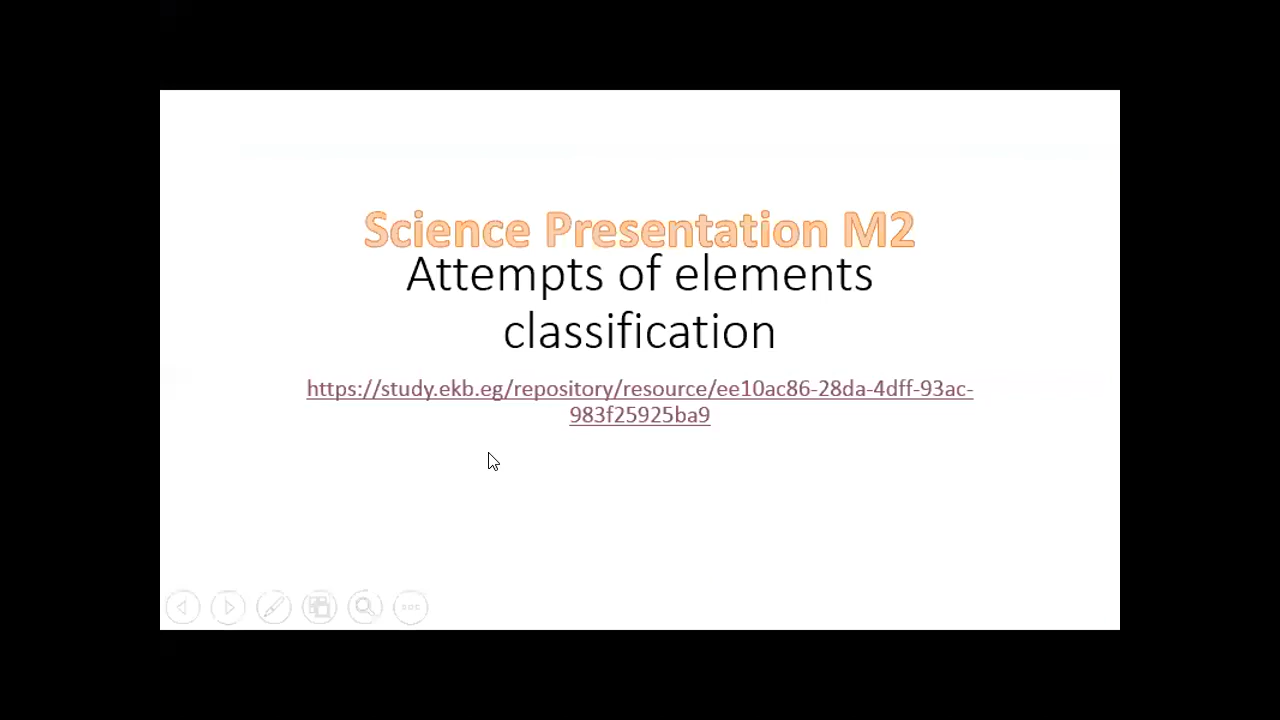 Science Presentation M2
Attempts of elements
classification
https://study.ekb.eg/repository/resource/ee10ac86-28da-4dff-93ac-
983f25925ba9